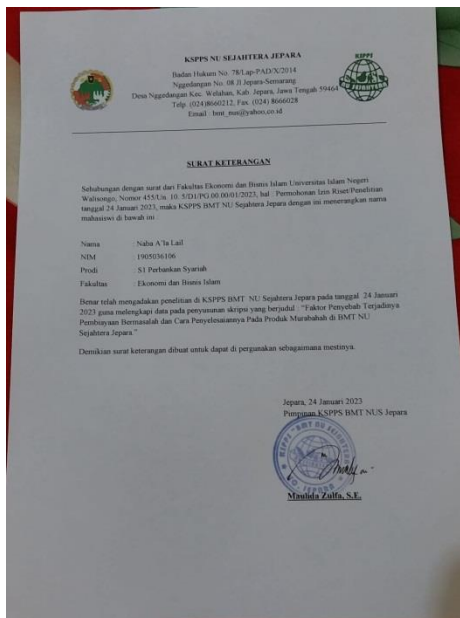 KSPPS NU SEJAHTERA JEPARA
Badan Hukum No. 78/Lap-PAD/X/2014
Nggedangan No. 08 Jl Jepara-Semarang
Desa Nggedangan Kec. Welahan, Kab. Jepara, Jawa Tengah 59464
Telp. (024)8660212, Fax. (024) 8666028
Email : bmt_nus@yahoo.co.id
KSPPS
SEJAHTERA
SURAT KETERANGAN
Sehubungan dengan surat dari Fakultas Ekonomi dan Bisnis Islam Universitas Islam Negeri
Walisongo, Nomor 455/Un. 10. 5/D1/PG.00.00/01/2023, hal : Permohonan Izin Riset/Penelitian
tanggal 24 Januari 2023, maka KSPPS BMT NU Sejahtera Jepara dengan ini menerangkan nama
mahasiswi di bawah ini :
Nama : Naha A'la Lail
NIM : 1905036106
Prodi : S1 Perbankan Syariah
Fakultas : Ekonomi dan Bisnis Islam
Benar telah mengadakan penelitian di KSPPS BMT NU Sejahtera Jepara pada tanggal 24 Januari
2023 guna melengkapi data pada penyusunan skripsi yang berjudul : "Faktor Penyebab Terjadinya
Pembiayaan Bermasalah dan Cara Penyelesaiannya Pada Produk Murabahah di BMT NU
Sejahtera Jepara."
Demikian surat keterangan dibuat untuk dapat di pergunakan sebagaimana mestinya.
Jepara, 24 Januari 2023
Pimpinan KSPPS BMT NUS Jepara
KSPPS "BMT NU SEJAHTERA"
JEPARA
Maulida Zulfa, S.E.